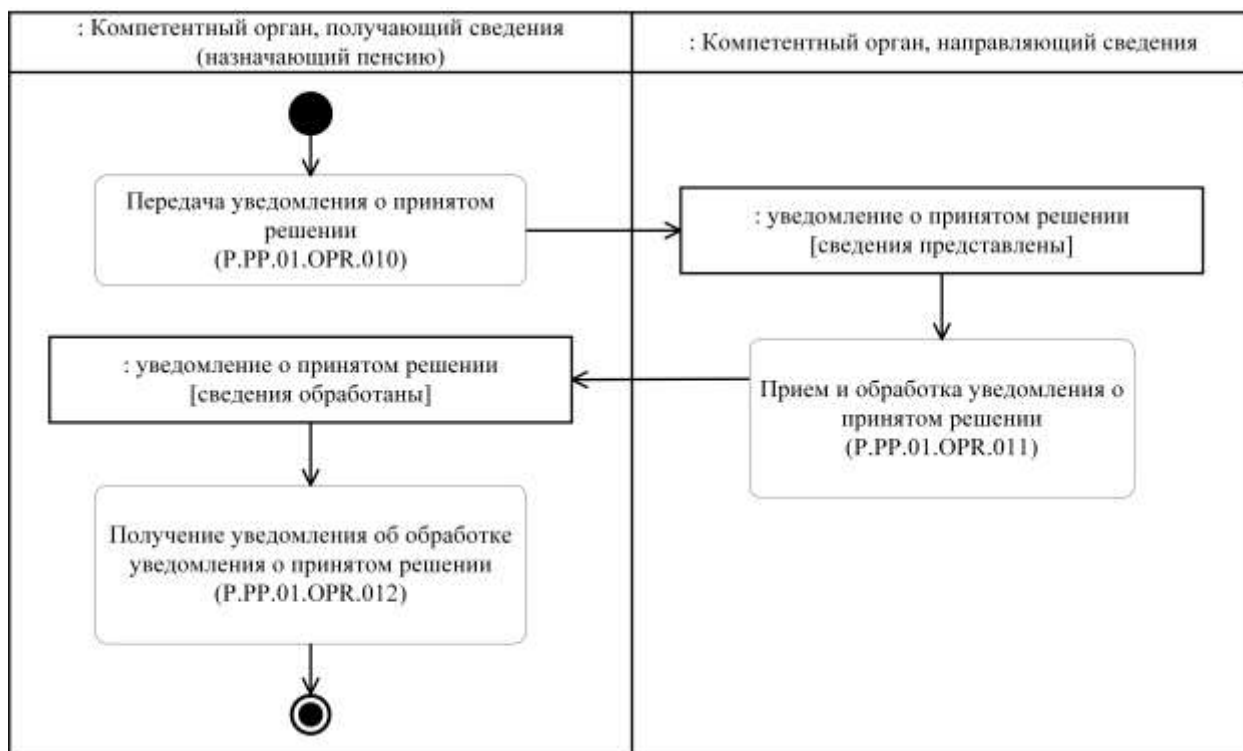 : Компетентный орган, получающий сведения
(назначающий пенсию)
: Компетентный орган, направляющий сведения
Передача уведомления о принятом
решении
(P.PP.01.OPR.010)
: уведомление о принятом решении
[сведения представлены]
: уведомление о принятом решении
[сведения обработаны]
Прием и обработка уведомления о
принятом решении
(P.PP.01.OPR.011)
Получение уведомления об обработке
уведомления о принятом решении
(P.PP.01.OPR.012)